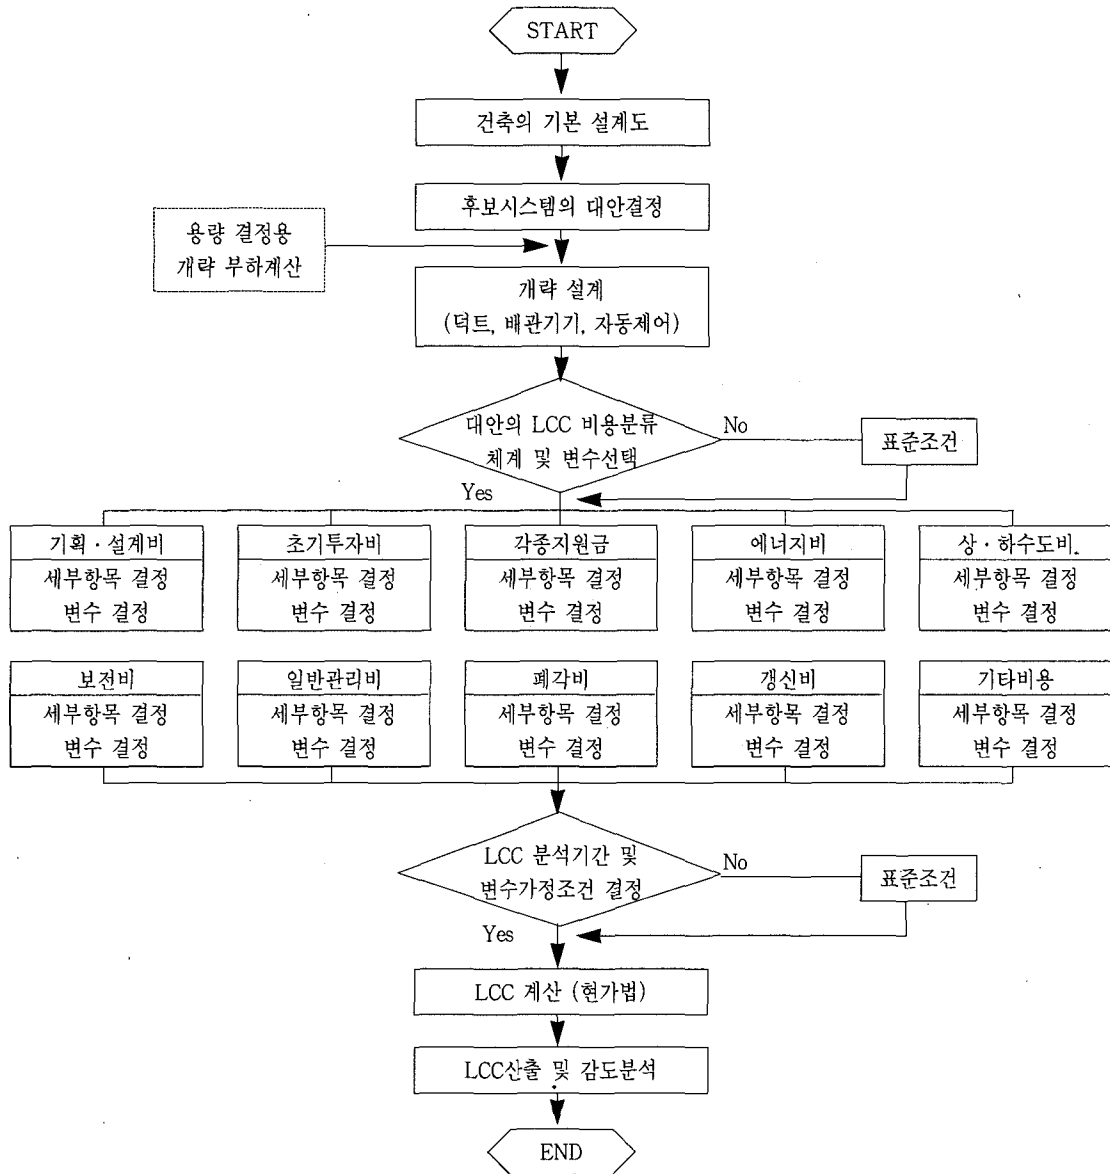 START
건축의 기본 설계도
후보시스템의 대안결정
용량 결정용
개략 부하계산
개략 설계
(덕트, 배관기기, 자동제어)
대안의 LCC 비용분류
체계 및 변수선택
No
표준조건
Yes
기획·설계비
세부항목 결정
변수 결정
초기투자비
세부항목 결정
변수 결정
각종지원금
세부항목 결정
변수 결정
에너지비
세부항목 결정
변수 결정
상·하수도비
세부항목 결정
변수 결정
보전비
세부항목 결정
변수 결정
일반관리비
세부항목 결정
변수 결정
폐각비
세부항목 결정
변수 결정
갱신비
세부항목 결정
변수 결정
기타비용
세부항목 결정
변수 결정
LCC 분석기간 및
변수가정조건 결정
No
표준조건
Yes
LCC 계산 (현가법)
LCC산출 및 감도분석
END